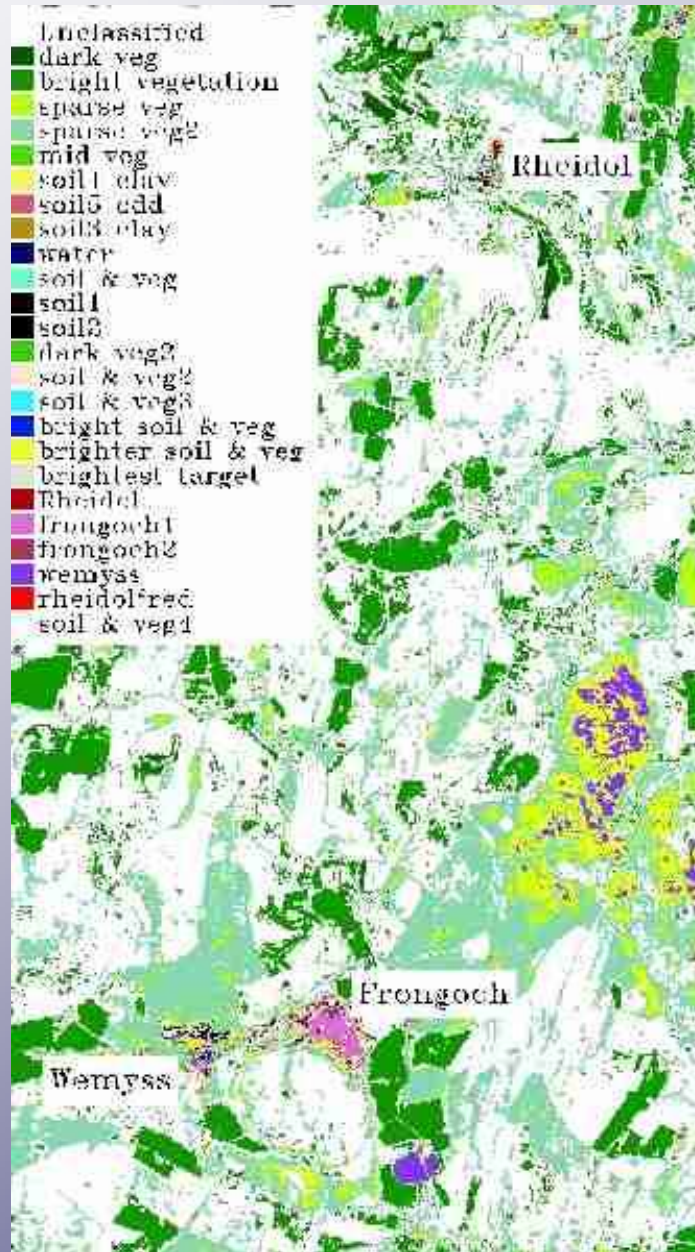 Unclassified
dark veg
bright vegetation
sparse veg
sparse veg2
mid veg
soil1 clay
soil5 odd
soil3 clay
water
soil & veg
soil4
soil2
dark veg2
soil & veg2
soil & veg3
bright soil & veg
brighter soil & veg
brightest target
Rheidol
frongoch1
frongoch2
wemyss
rheidolfred
soil & veg4
Rheidol
Frongoch
Wemyss